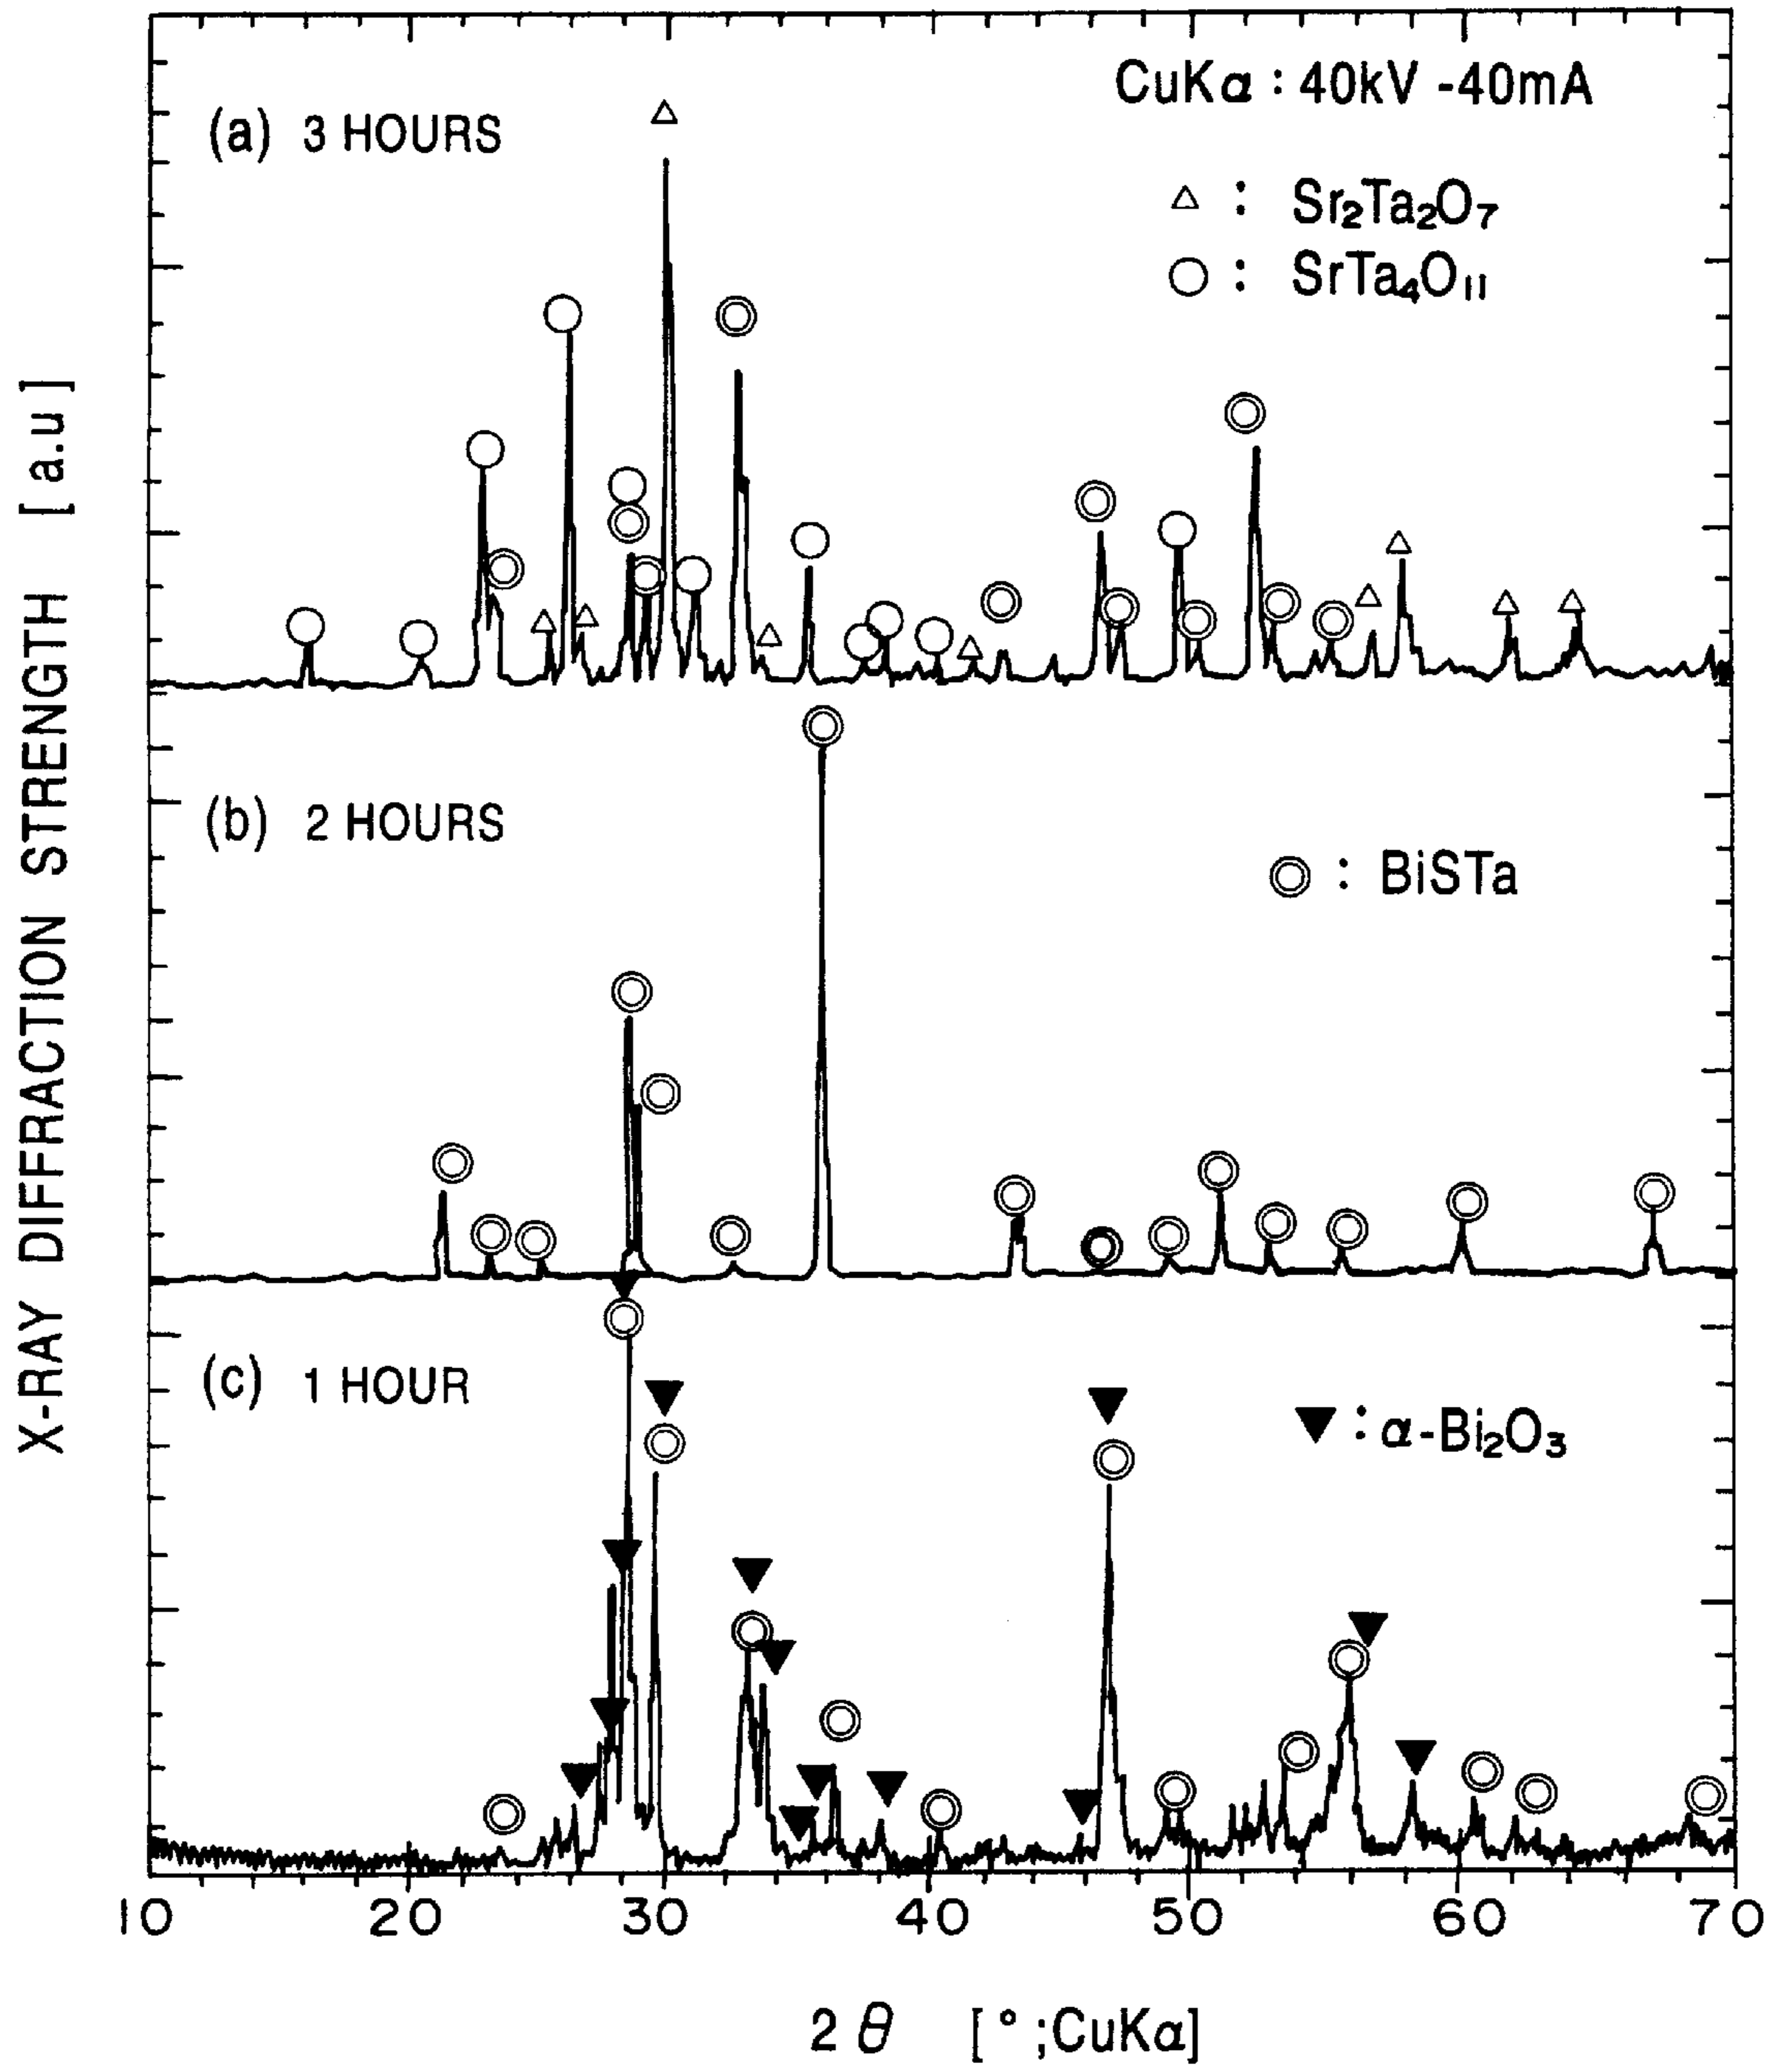 CuKα : 40kV -40mA
(a) 3 HOURS
△ : Sr₂Ta₂O₇
○ : SrTa₄O₁₁
(b) 2 HOURS
◎ : BiSTa
(c) 1 HOUR
▼ : α-Bi₂O₃
X-RAY DIFFRACTION STRENGTH [ a.u ]
10 20 30 40 50 60 70
2θ [ ° ;CuKα]